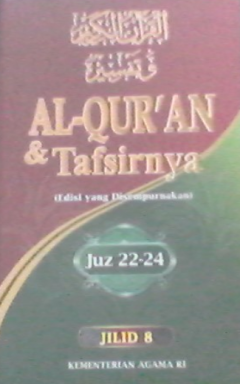 القرآن الكريم
وتفسيره
AL-QUR'AN
& Tafsirnya
(Edisi yang Disempurnakan)
Juz 22-24
JILID 8
KEMENTERIAN AGAMA RI